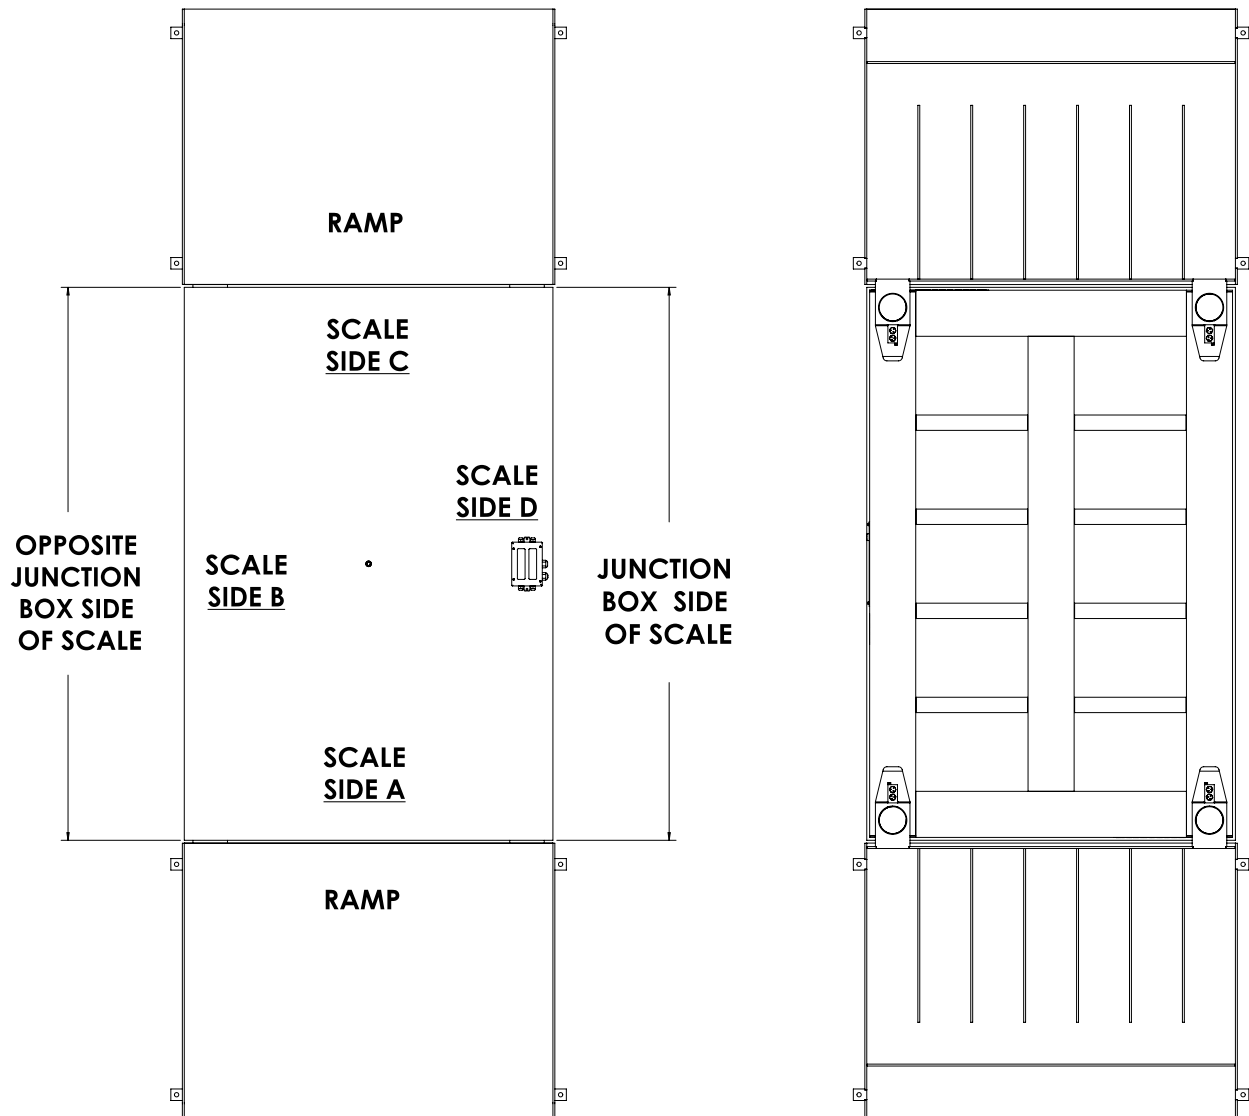 RAMP
SCALE
SIDE C
SCALE
SIDE D
OPPOSITE
JUNCTION
BOX SIDE
OF SCALE
SCALE
SIDE B
JUNCTION
BOX SIDE
OF SCALE
SCALE
SIDE A
RAMP